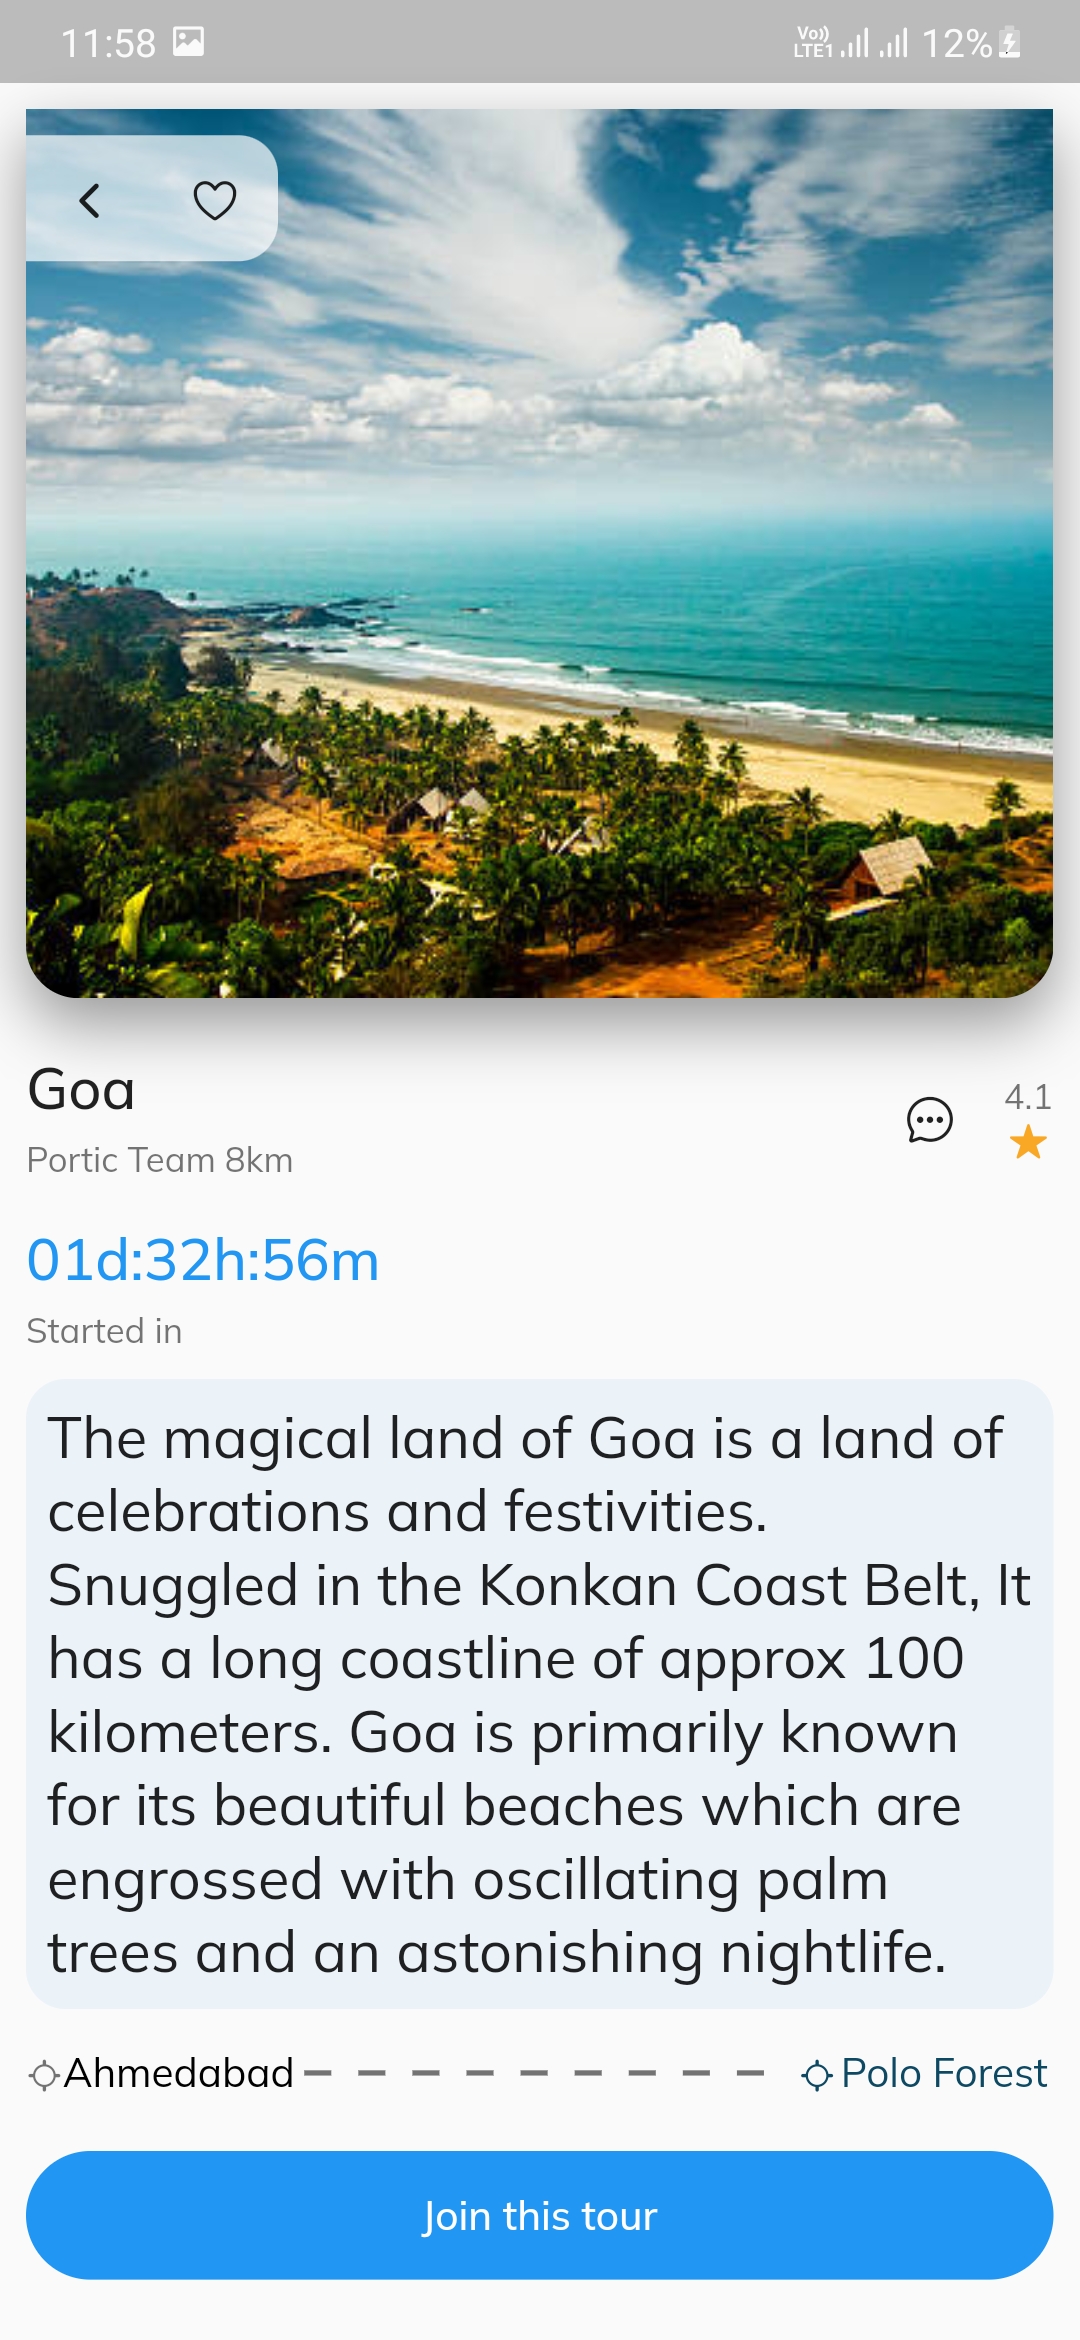 11:58
Vo)) LTE1 12%
Goa
4.1
Portic Team 8km
01d:32h:56m
Started in
The magical land of Goa is a land of
celebrations and festivities.
Snuggled in the Konkan Coast Belt, It
has a long coastline of approx 100
kilometers. Goa is primarily known
for its beautiful beaches which are
engrossed with oscillating palm
trees and an astonishing nightlife.
Ahmedabad Polo Forest
Join this tour